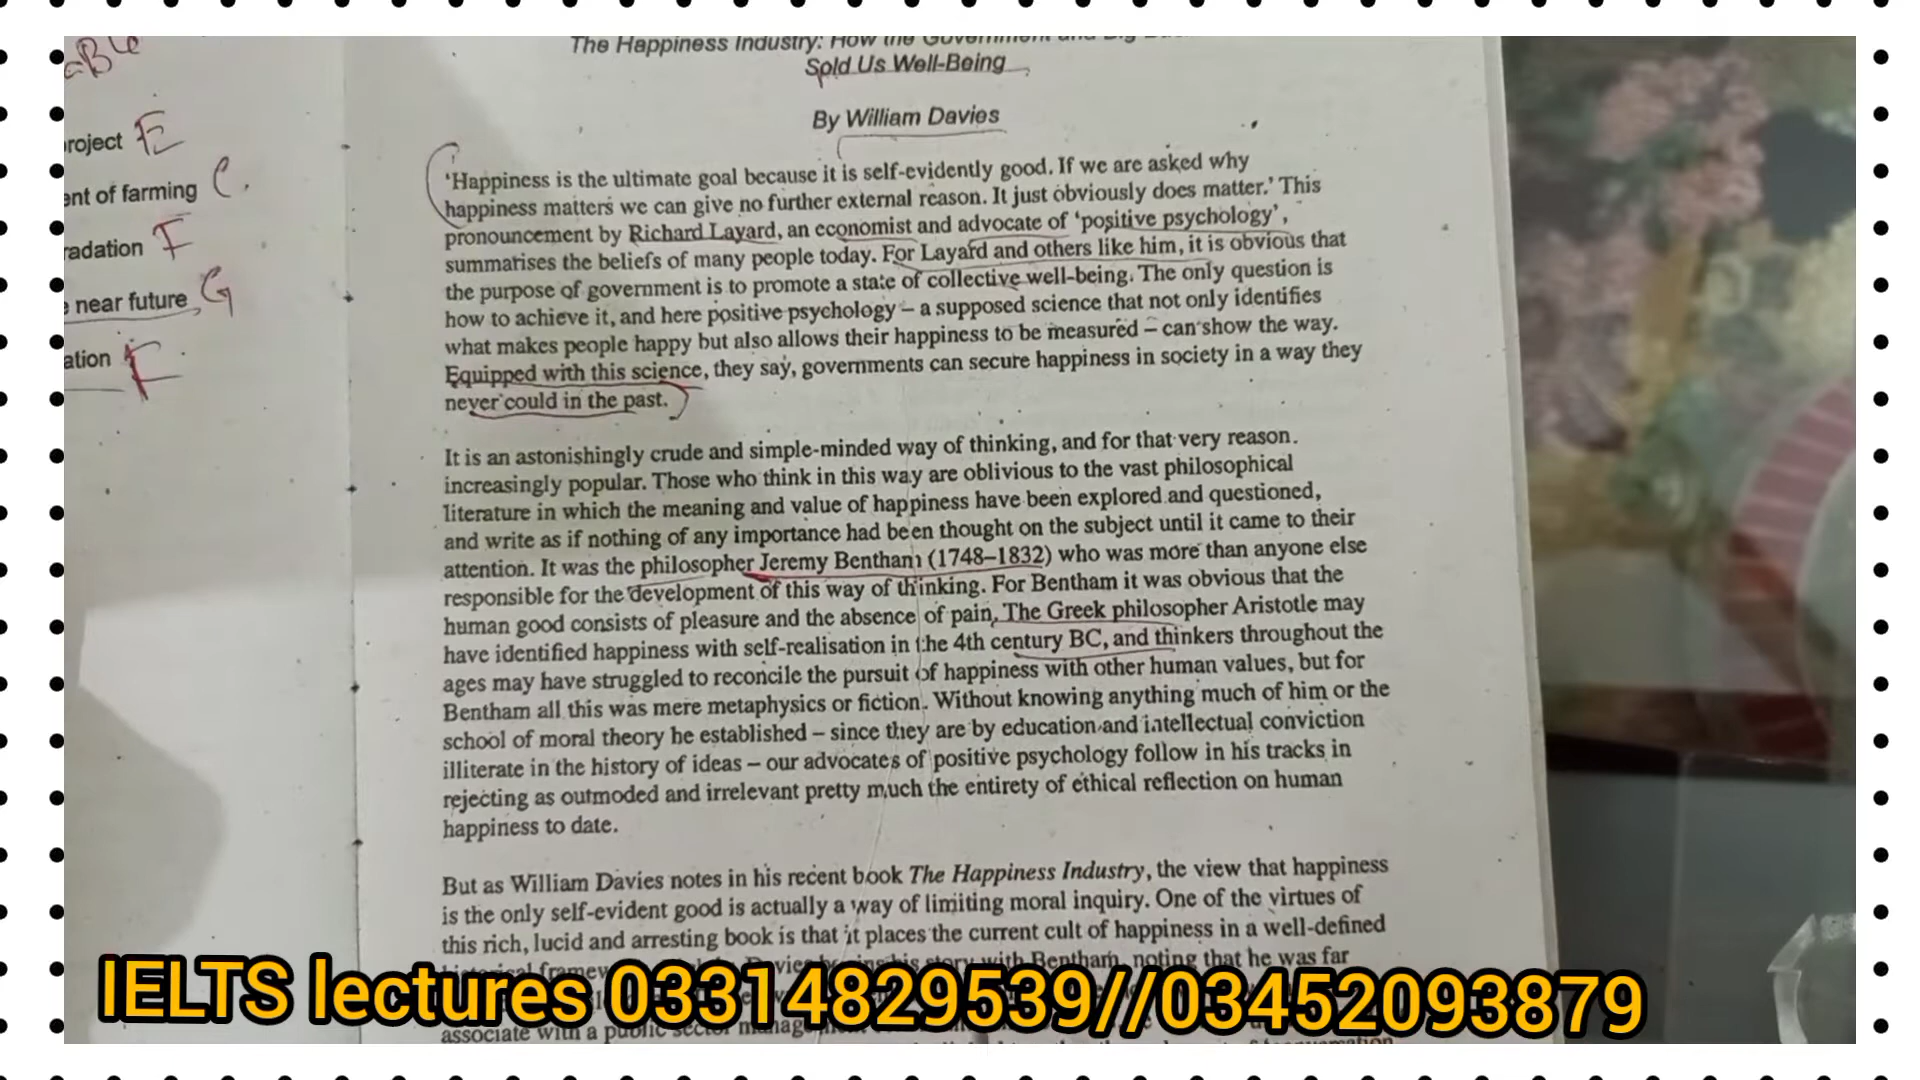 aBLe
The Happiness Industry: How the Government and Big
Sold Us Well-Being
By William Davies
roject E
ent of farming C.
radation F
near future G
ation F
‘Happiness is the ultimate goal because it is self-evidently good. If we are asked why
happiness matters we can give no further external reason. It just obviously does matter.’ This
pronouncement by Richard Layard, an economist and advocate of ‘positive psychology’,
summarises the beliefs of many people today. For Layard and others like him, it is obvious that
the purpose of government is to promote a state of collective well-being. The only question is
how to achieve it, and here positive psychology – a supposed science that not only identifies
what makes people happy but also allows their happiness to be measured – can show the way.
Equipped with this science, they say, governments can secure happiness in society in a way they
never could in the past.
It is an astonishingly crude and simple-minded way of thinking, and for that very reason
increasingly popular. Those who think in this way are oblivious to the vast philosophical
literature in which the meaning and value of happiness have been explored and questioned,
and write as if nothing of any importance had been thought on the subject until it came to their
attention. It was the philosopher Jeremy Bentham (1748–1832) who was more than anyone else
responsible for the development of this way of thinking. For Bentham it was obvious that the
human good consists of pleasure and the absence of pain. The Greek philosopher Aristotle may
have identified happiness with self-realisation in the 4th century BC, and thinkers throughout the
ages may have struggled to reconcile the pursuit of happiness with other human values, but for
Bentham all this was mere metaphysics or fiction. Without knowing anything much of him or the
school of moral theory he established – since they are by education and intellectual conviction
illiterate in the history of ideas – our advocates of positive psychology follow in his tracks in
rejecting as outmoded and irrelevant pretty much the entirety of ethical reflection on human
happiness to date.
But as William Davies notes in his recent book The Happiness Industry, the view that happiness
is the only self-evident good is actually a way of limiting moral inquiry. One of the virtues of
this rich, lucid and arresting book is that it places the current cult of happiness in a well-defined
his story with Bentham, noting that he was far
IELTS lectures 03314829539//03452093879
associate with a public sector